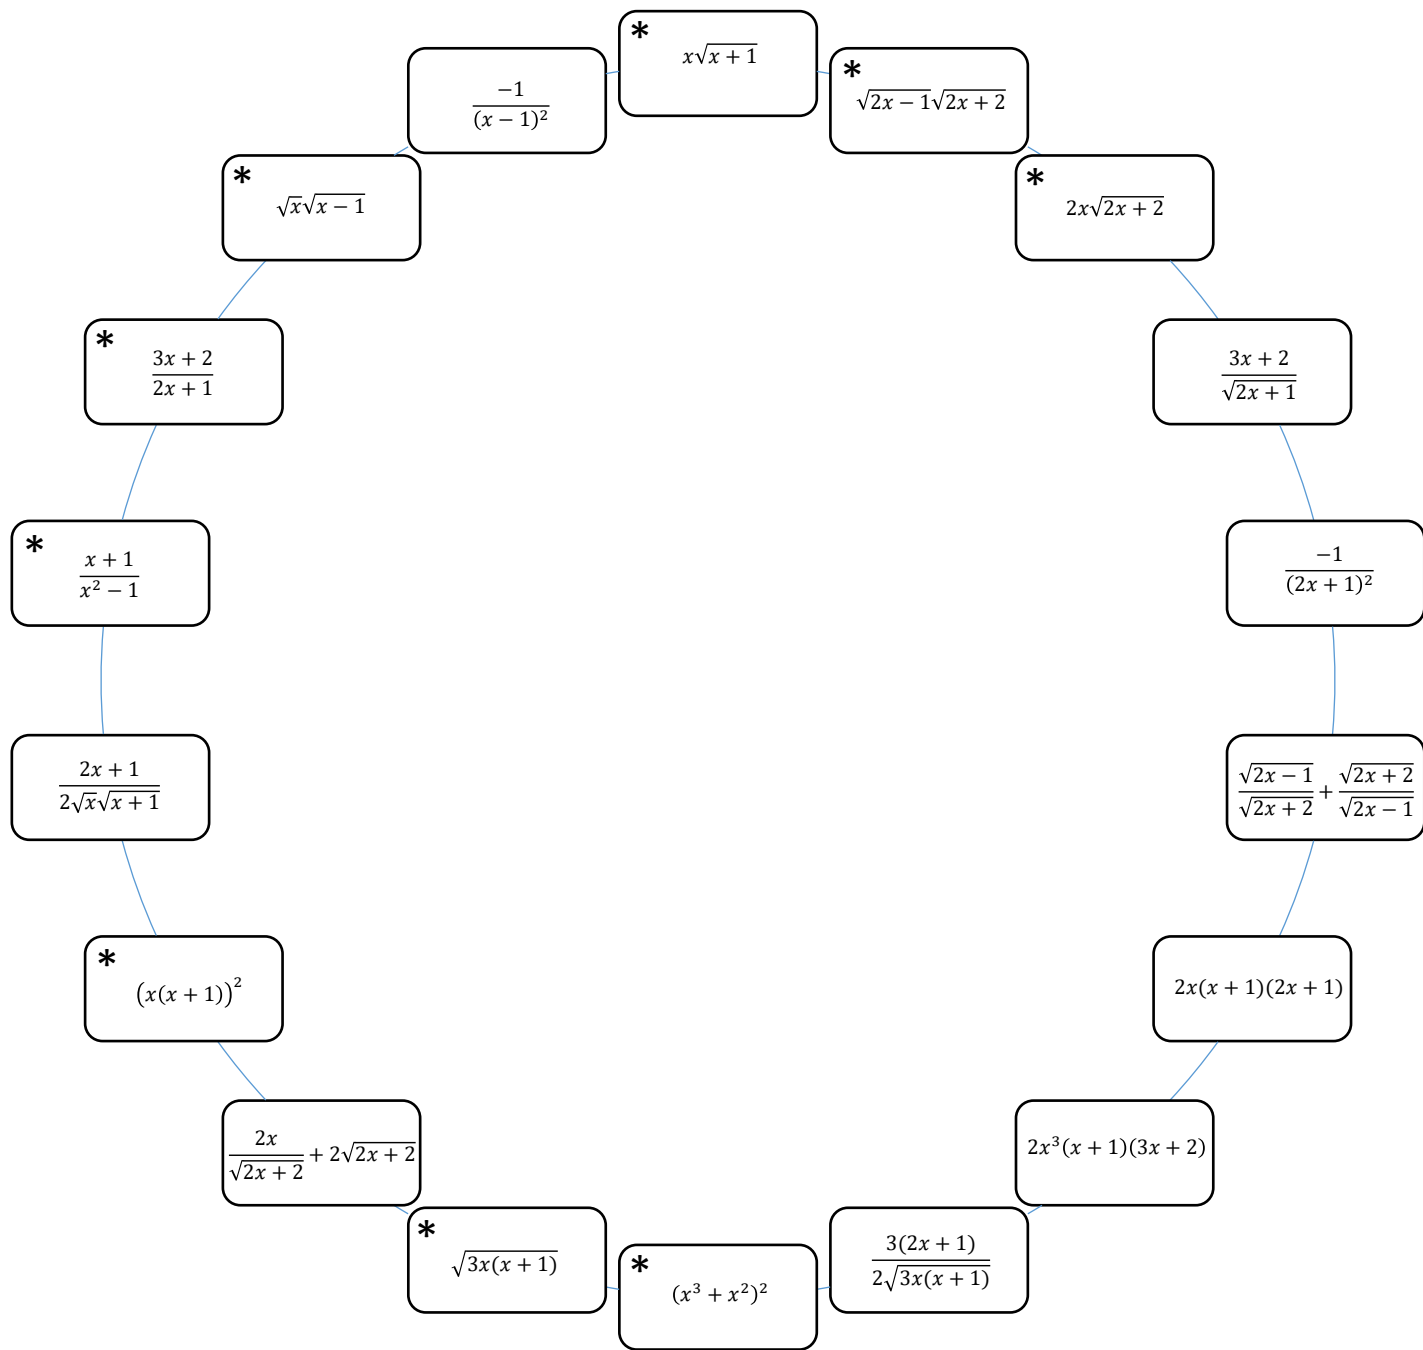 * x√(x + 1)
* √(2x − 1)√(2x + 2)
* 2x√(2x + 2)
(3x + 2)/√(2x + 1)
−1/(2x + 1)²
√(2x − 1)/√(2x + 2) + √(2x + 2)/√(2x − 1)
2x(x + 1)(2x + 1)
2x³(x + 1)(3x + 2)
3(2x + 1)/(2√(3x(x + 1)))
* (x³ + x²)²
* √(3x(x + 1))
2x/√(2x + 2) + 2√(2x + 2)
* (x(x + 1))²
(2x + 1)/(2√x√(x + 1))
* (x + 1)/(x² − 1)
* (3x + 2)/(2x + 1)
* √x√(x − 1)
−1/(x − 1)²